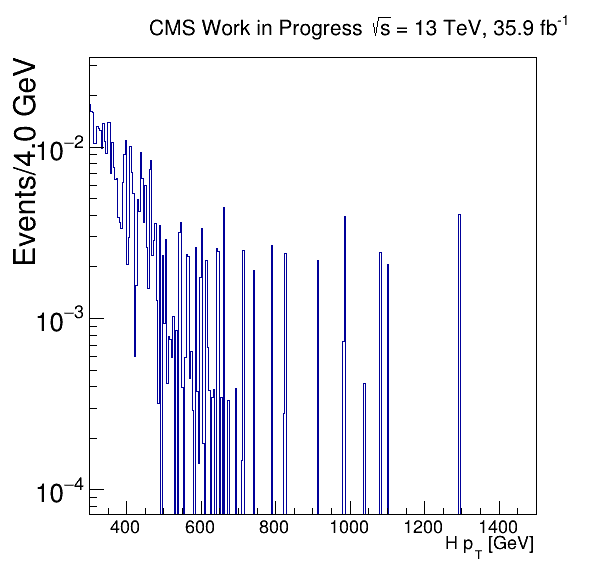 CMS Work in Progress √s = 13 TeV, 35.9 fb⁻¹
Events/4.0 GeV
10⁻²
10⁻³
10⁻⁴
400 600 800 1000 1200 1400
H p_T [GeV]